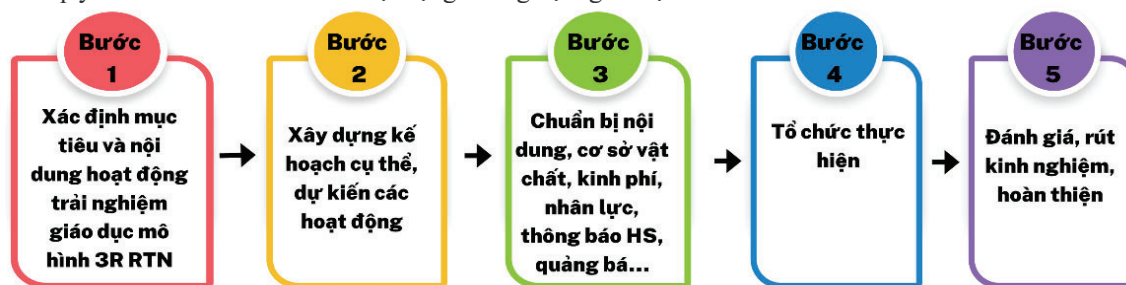 Bước
1
Xác định mục
tiêu và nội
dung hoạt động
trải nghiệm
giáo dục mô
hình 3R RTN
Bước
2
Xây dựng kế
hoạch cụ thể,
dự kiến các
hoạt động
Bước
3
Chuẩn bị nội
dung, cơ sở vật
chất, kinh phí,
nhân lực,
thông báo HS,
quảng bá...
Bước
4
Tổ chức thực
hiện
Bước
5
Đánh giá, rút
kinh nghiệm,
hoàn thiện